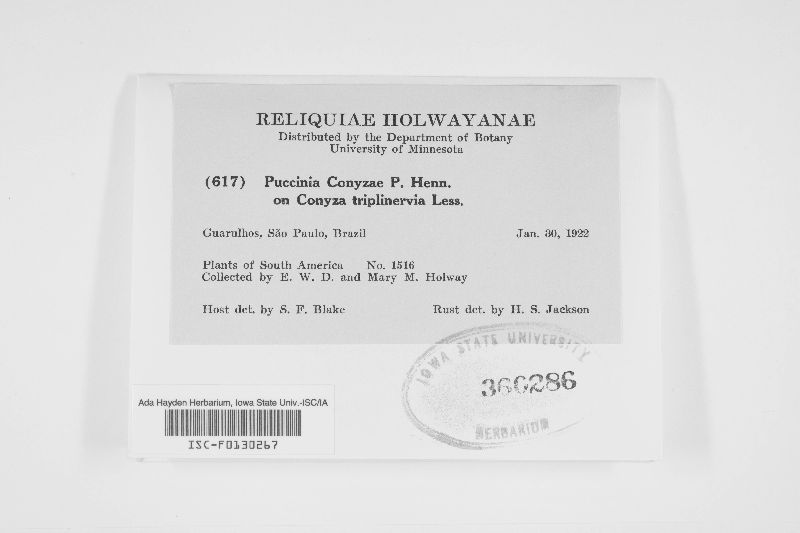 RELIQUIAE HOLWAYANAE
Distributed by the Department of Botany
University of Minnesota
(617) Puccinia Conyzae P. Henn.
on Conyza triplinervia Less.
Guarulhos, São Paulo, Brazil Jan. 30, 1922
Plants of South America No. 1516
Collected by E. W. D. and Mary M. Holway
Host det. by S. F. Blake Rust det. by H. S. Jackson
IOWA STATE UNIVERSITY
366286
HERBARIUM
Ada Hayden Herbarium, Iowa State Univ.-ISC/IA
ISC-F0130267